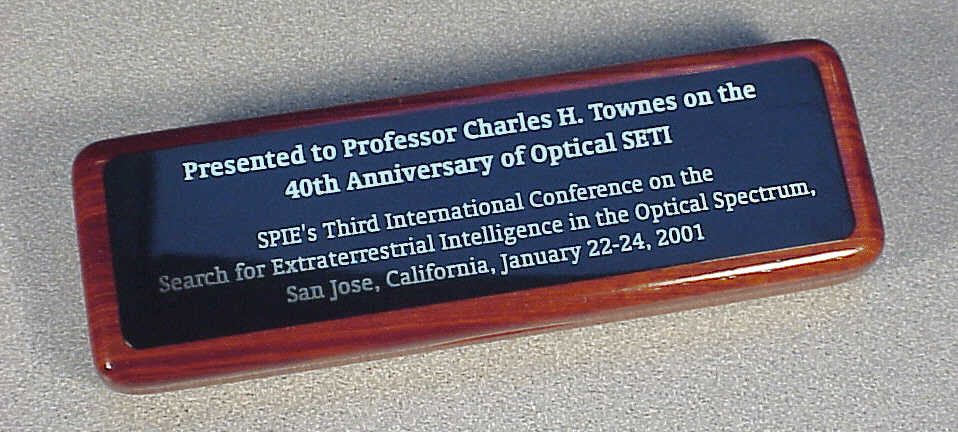 Presented to Professor Charles H. Townes on the
40th Anniversary of Optical SETI
SPIE's Third International Conference on the
Search for Extraterrestrial Intelligence in the Optical Spectrum,
San Jose, California, January 22-24, 2001